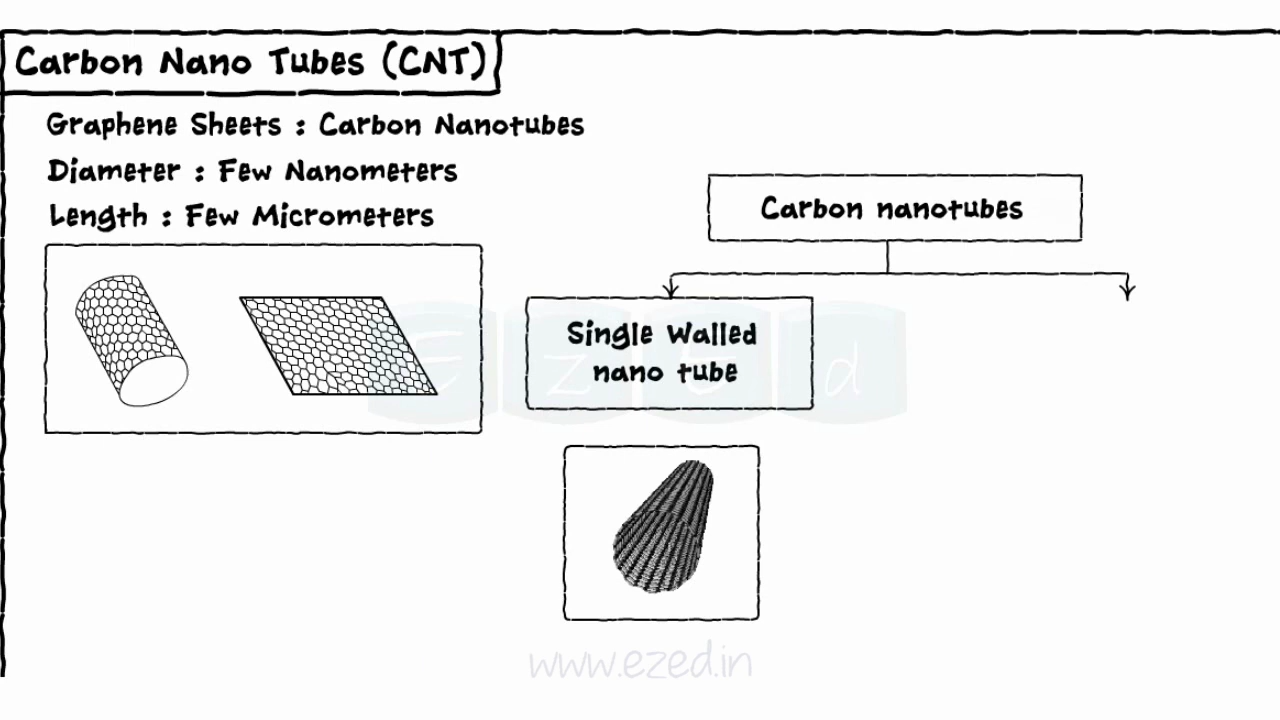 Carbon Nano Tubes (CNT)
Graphene Sheets : Carbon Nanotubes
Diameter : Few Nanometers
Length : Few Micrometers
Carbon nanotubes
Single Walled
nano tube
EzEd
www.ezed.in